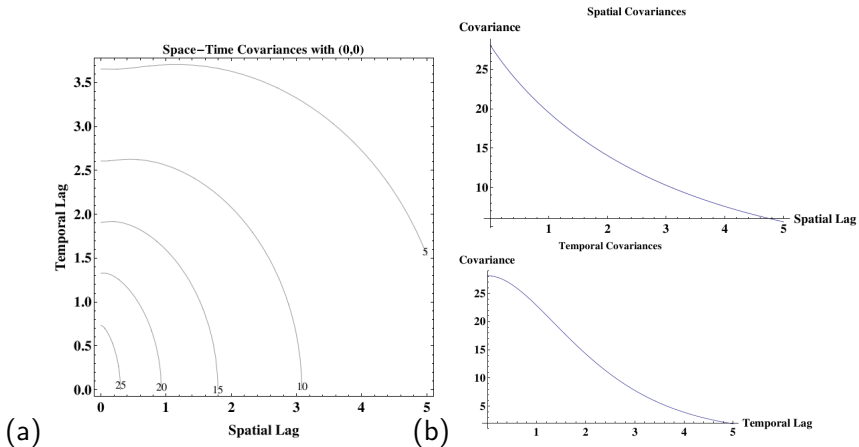 Space-Time Covariances with (0,0)
3.5
3.0
2.5
2.0
1.5
1.0
0.5
0.0
Temporal Lag
5
25
20
15
10
0 1 2 3 4 5
Spatial Lag
(a)
Spatial Covariances
Covariance
25
20
15
10
1 2 3 4 5
Spatial Lag
Temporal Covariances
Covariance
25
20
15
10
5
1 2 3 4 5
Temporal Lag
(b)